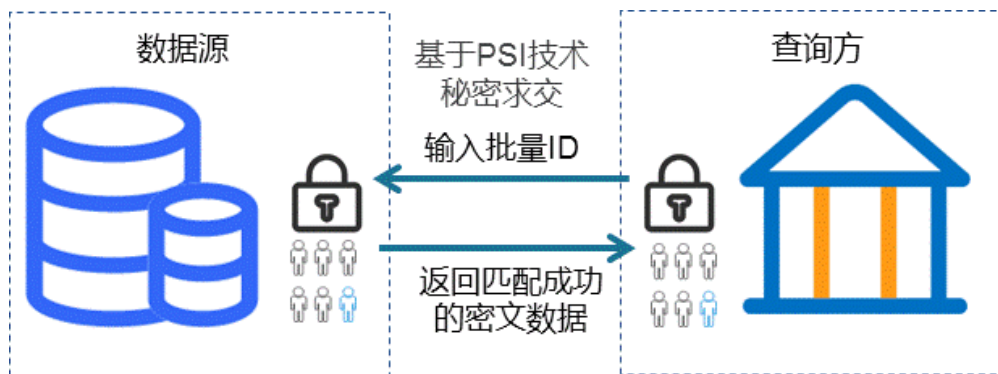 数据源
基于PSI技术
秘密求交
查询方
输入批量ID
返回匹配成功
的密文数据